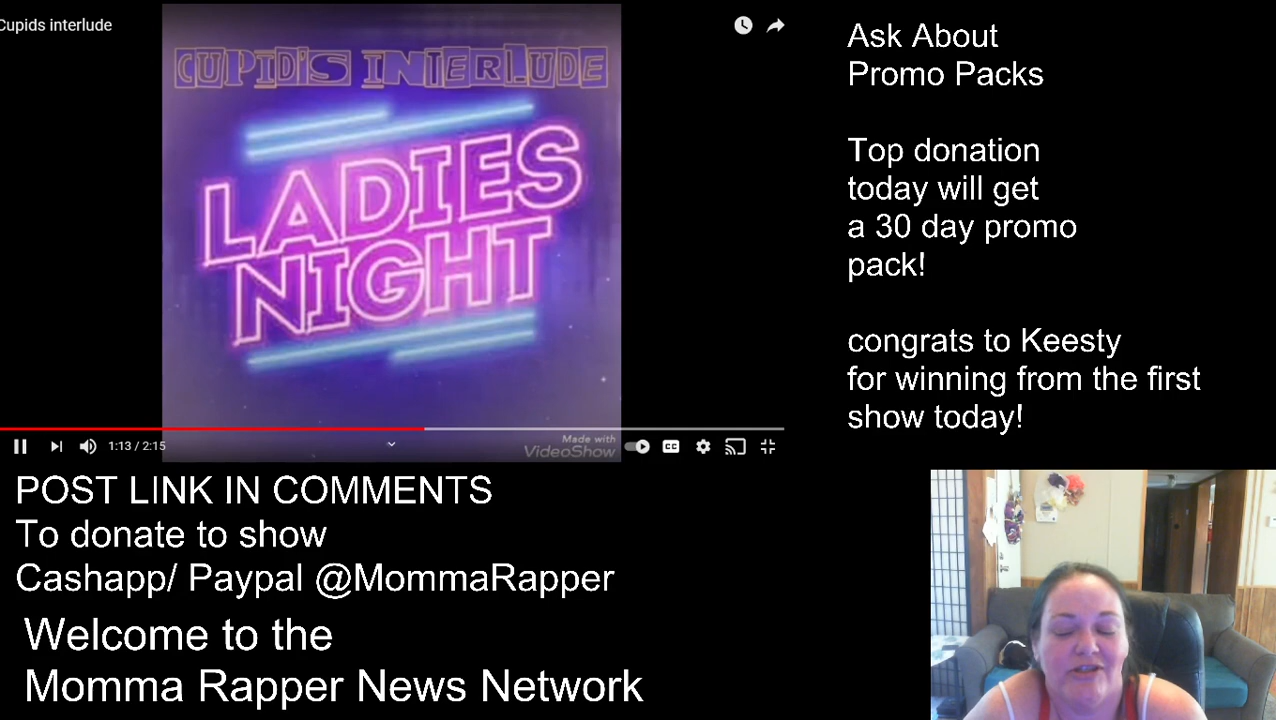 Cupids interlude
CUPID'S INTERLUDE
LADIES
NIGHT
Made with
VideoShow
1:13 / 2:15
CC
Ask About
Promo Packs
Top donation
today will get
a 30 day promo
pack!
congrats to Keesty
for winning from the first
show today!
POST LINK IN COMMENTS
To donate to show
Cashapp/ Paypal @MommaRapper
Welcome to the
Momma Rapper News Network